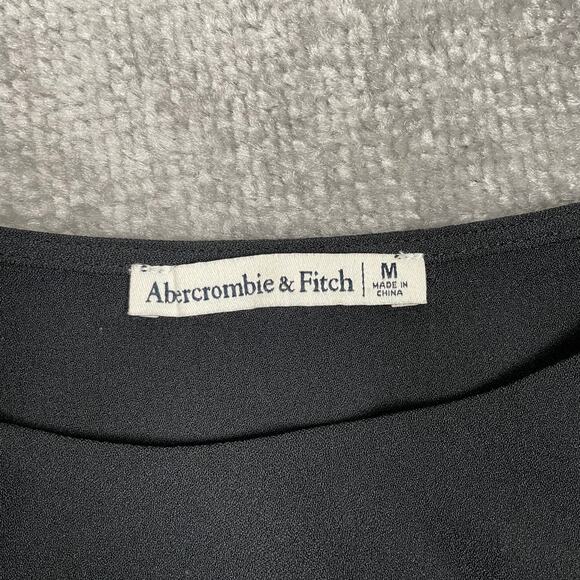 Abercrombie & Fitch | M
MADE IN
CHINA